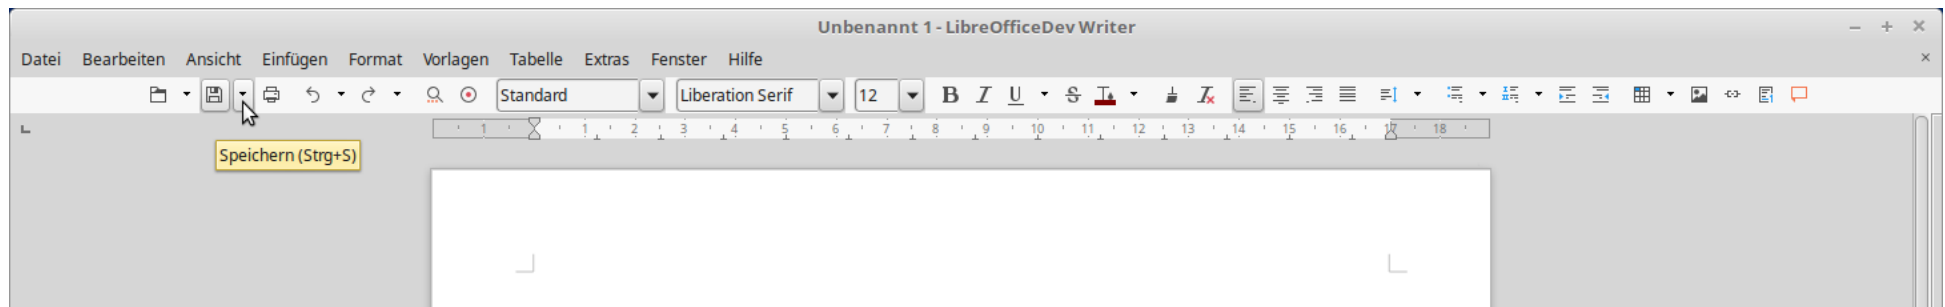 Unbenannt 1 - LibreOfficeDev Writer
Datei Bearbeiten Ansicht Einfügen Format Vorlagen Tabelle Extras Fenster Hilfe
Standard Liberation Serif 12 B I U S
1 1 2 3 4 5 6 7 8 9 10 11 12 13 14 15 16 17 18
Speichern (Strg+S)